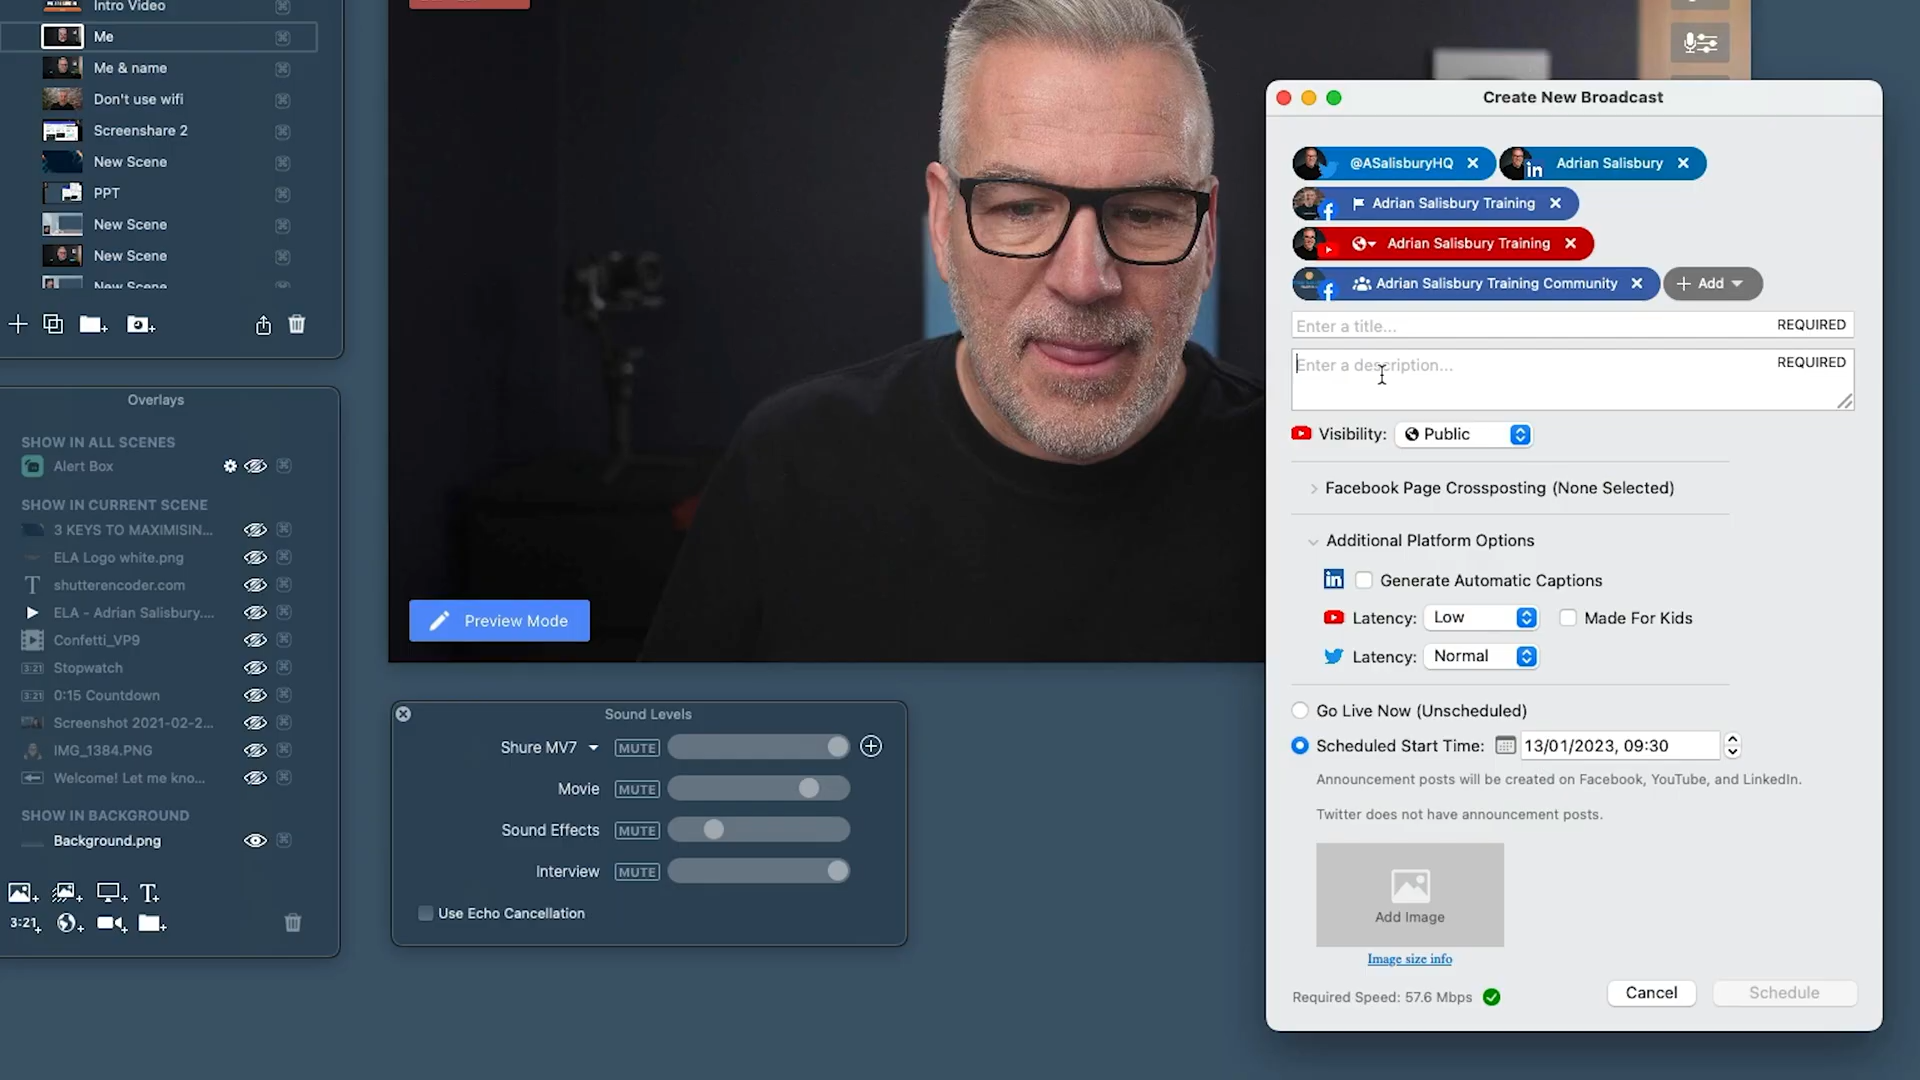 Intro Video
Me
Me & name
Don't use wifi
Screenshare 2
New Scene
PPT
New Scene
New Scene
New Scene
Overlays
SHOW IN ALL SCENES
Alert Box
SHOW IN CURRENT SCENE
3 KEYS TO MAXIMISIN...
ELA Logo white.png
shutterencoder.com
ELA - Adrian Salisbury....
Confetti_VP9
3:21 Stopwatch
3:21 0:15 Countdown
Screenshot 2021-02-2...
IMG_1384.PNG
Welcome! Let me kno...
SHOW IN BACKGROUND
Background.png
3:21
Preview Mode
Sound Levels
Shure MV7 MUTE
Movie MUTE
Sound Effects MUTE
Interview MUTE
Use Echo Cancellation
Create New Broadcast
@ASalisburyHQ
Adrian Salisbury
Adrian Salisbury Training
Adrian Salisbury Training
Adrian Salisbury Training Community
Add
Enter a title... REQUIRED
Enter a description... REQUIRED
Visibility: Public
Facebook Page Crossposting (None Selected)
Additional Platform Options
in Generate Automatic Captions
Latency: Low Made For Kids
Latency: Normal
Go Live Now (Unscheduled)
Scheduled Start Time: 13/01/2023, 09:30
Announcement posts will be created on Facebook, YouTube, and LinkedIn.
Twitter does not have announcement posts.
Add Image
Image size info
Required Speed: 57.6 Mbps
Cancel
Schedule